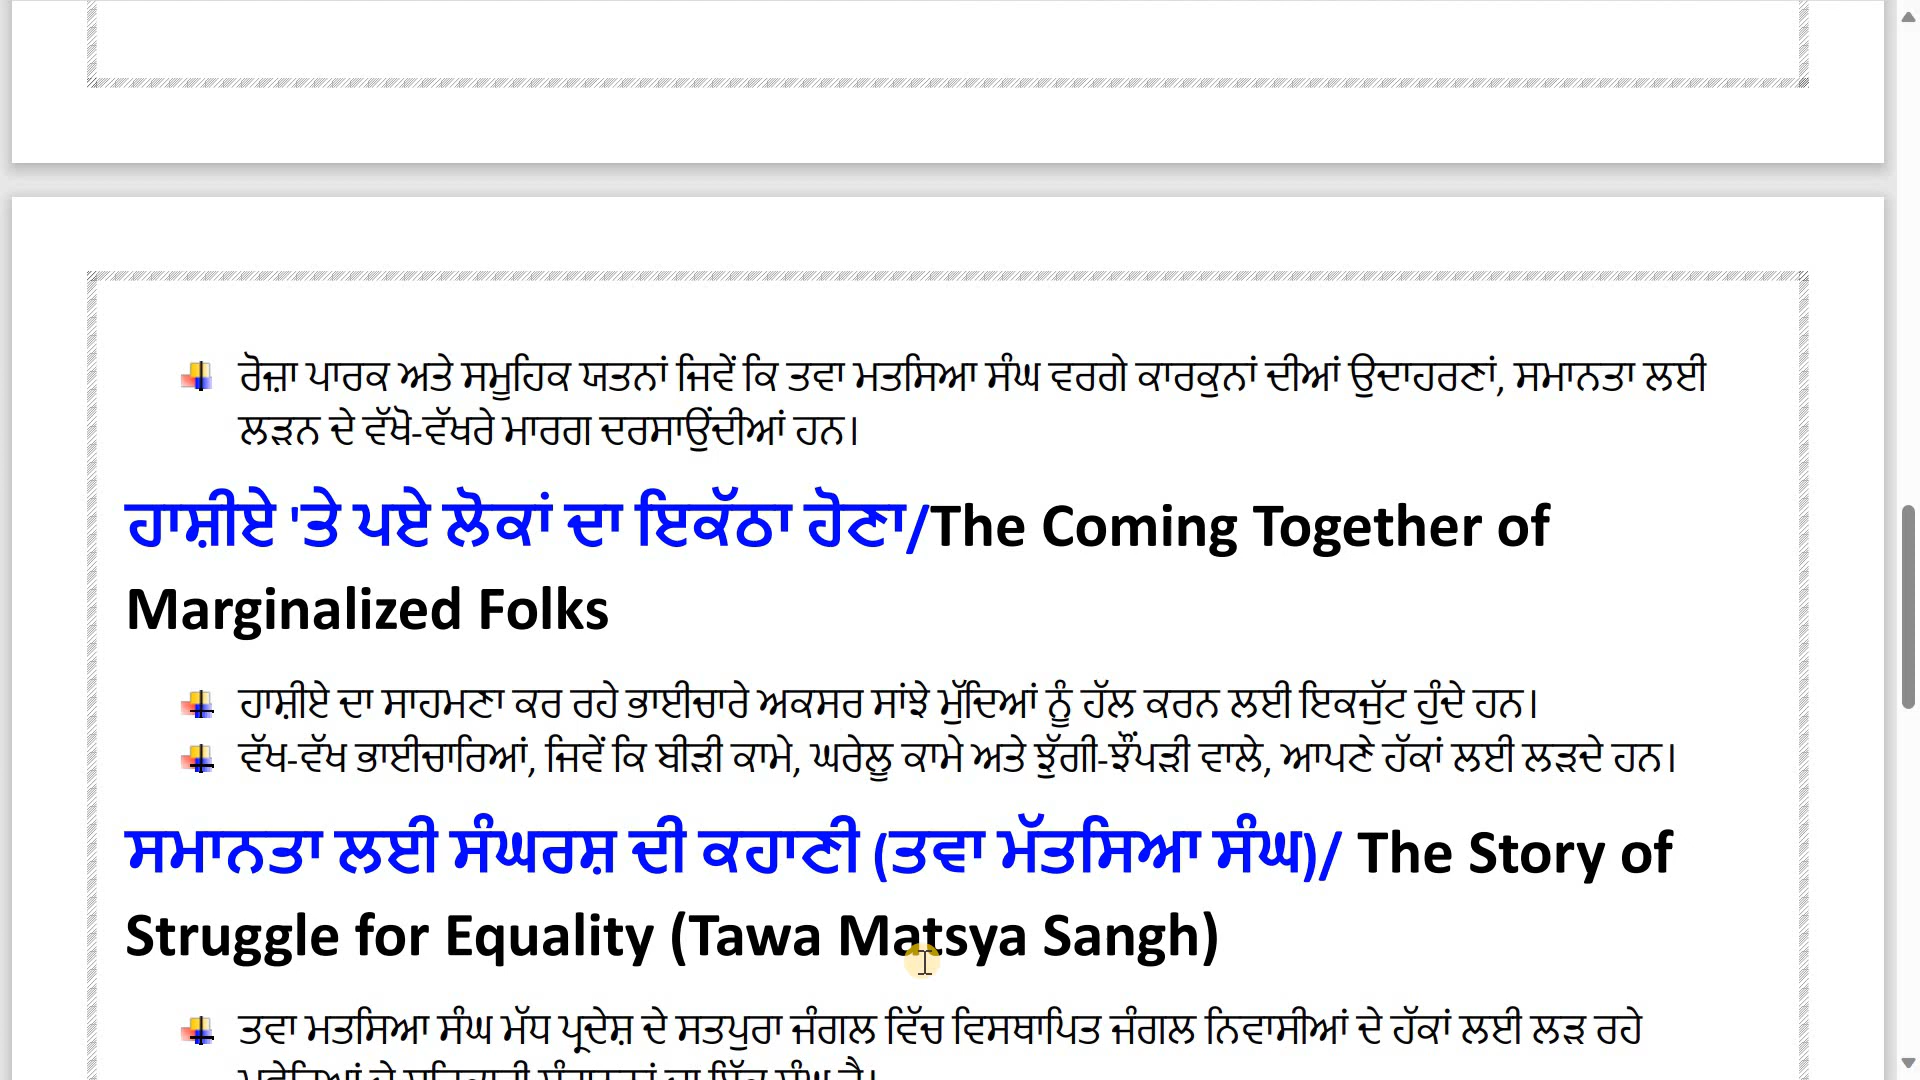 ਰੋਜ਼ਾ ਪਾਰਕ ਅਤੇ ਸਮੂਹਿਕ ਯਤਨਾਂ ਜਿਵੇਂ ਕਿ ਤਵਾ ਮਤਸਿਆ ਸੰਘ ਵਰਗੇ ਕਾਰਕੁਨਾਂ ਦੀਆਂ ਉਦਾਹਰਣਾਂ, ਸਮਾਨਤਾ ਲਈ
ਲੜਨ ਦੇ ਵੱਖੋ-ਵੱਖਰੇ ਮਾਰਗ ਦਰਸਾਉਂਦੀਆਂ ਹਨ।
ਹਾਸ਼ੀਏ 'ਤੇ ਪਏ ਲੋਕਾਂ ਦਾ ਇਕੱਠਾ ਹੋਣਾ/The Coming Together of
Marginalized Folks
ਹਾਸ਼ੀਏ ਦਾ ਸਾਹਮਣਾ ਕਰ ਰਹੇ ਭਾਈਚਾਰੇ ਅਕਸਰ ਸਾਂਝੇ ਮੁੱਦਿਆਂ ਨੂੰ ਹੱਲ ਕਰਨ ਲਈ ਇਕਜੁੱਟ ਹੁੰਦੇ ਹਨ।
ਵੱਖ-ਵੱਖ ਭਾਈਚਾਰਿਆਂ, ਜਿਵੇਂ ਕਿ ਬੀੜੀ ਕਾਮੇ, ਘਰੇਲੂ ਕਾਮੇ ਅਤੇ ਝੁੱਗੀ-ਝੌਂਪੜੀ ਵਾਲੇ, ਆਪਣੇ ਹੱਕਾਂ ਲਈ ਲੜਦੇ ਹਨ।
ਸਮਾਨਤਾ ਲਈ ਸੰਘਰਸ਼ ਦੀ ਕਹਾਣੀ (ਤਵਾ ਮੱਤਸਿਆ ਸੰਘ)/ The Story of
Struggle for Equality (Tawa Matsya Sangh)
ਤਵਾ ਮਤਸਿਆ ਸੰਘ ਮੱਧ ਪ੍ਰਦੇਸ਼ ਦੇ ਸਤਪੁਰਾ ਜੰਗਲ ਵਿੱਚ ਵਿਸਥਾਪਿਤ ਜੰਗਲ ਨਿਵਾਸੀਆਂ ਦੇ ਹੱਕਾਂ ਲਈ ਲੜ ਰਹੇ